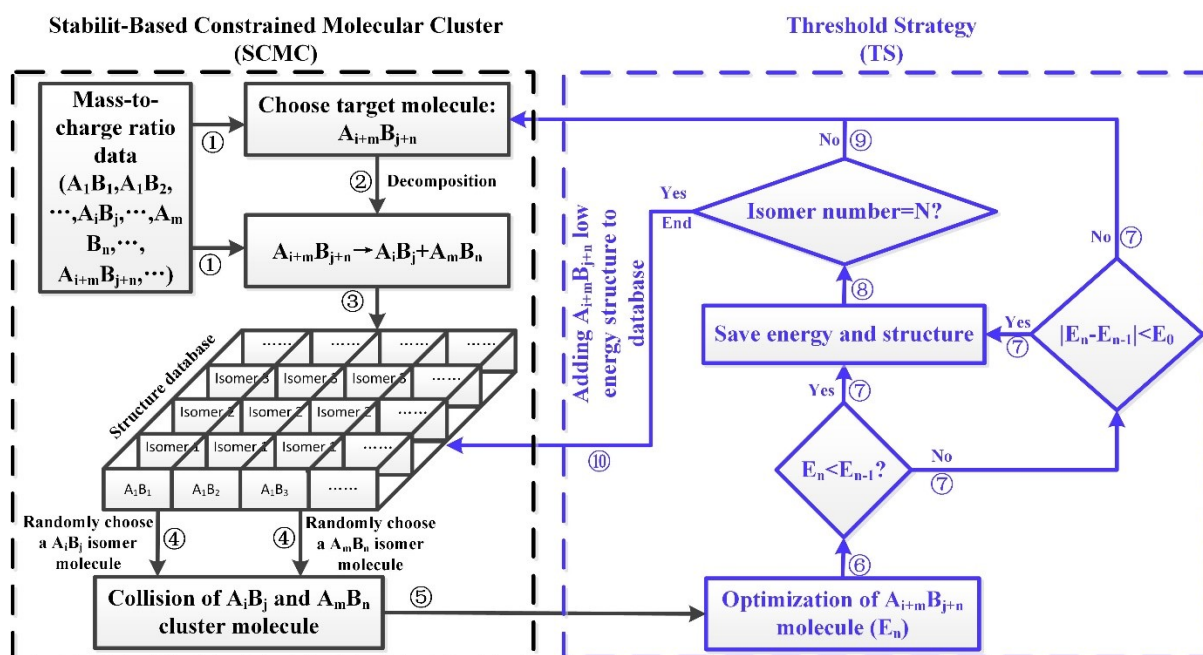 Stabilit-Based Constrained Molecular Cluster
(SCMC)
Threshold Strategy
(TS)
Mass-to-
charge ratio
data
(A₁B₁,A₁B₂,
…,AᵢBⱼ,…,Aₘ
Bₙ,…,
Aᵢ₊ₘBⱼ₊ₙ,…)
①
①
Choose target molecule:
Aᵢ₊ₘBⱼ₊ₙ
② Decomposition
Aᵢ₊ₘBⱼ₊ₙ→AᵢBⱼ+AₘBₙ
③
Structure database
…… …… …… ……
Isomer 3 Isomer 3 Isomer 3 ……
Isomer 2 Isomer 2 Isomer 2 ……
Isomer 1 Isomer 1 Isomer 1 ……
A₁B₁ A₁B₂ A₁B₃ ……
Randomly choose
a AᵢBⱼ isomer
molecule
④
④
Randomly choose
a AₘBₙ isomer
molecule
Collision of AᵢBⱼ and AₘBₙ
cluster molecule
⑤
Optimization of Aᵢ₊ₘBⱼ₊ₙ
molecule (Eₙ)
⑥
Eₙ<Eₙ₋₁?
Yes ⑦
No
⑦
|Eₙ-Eₙ₋₁|<E₀
Yes
⑦
No ⑦
Save energy and structure
⑧
Isomer number=N?
No ⑨
Yes
End
Adding Aᵢ₊ₘBⱼ₊ₙ low
energy structure to
database
⑩